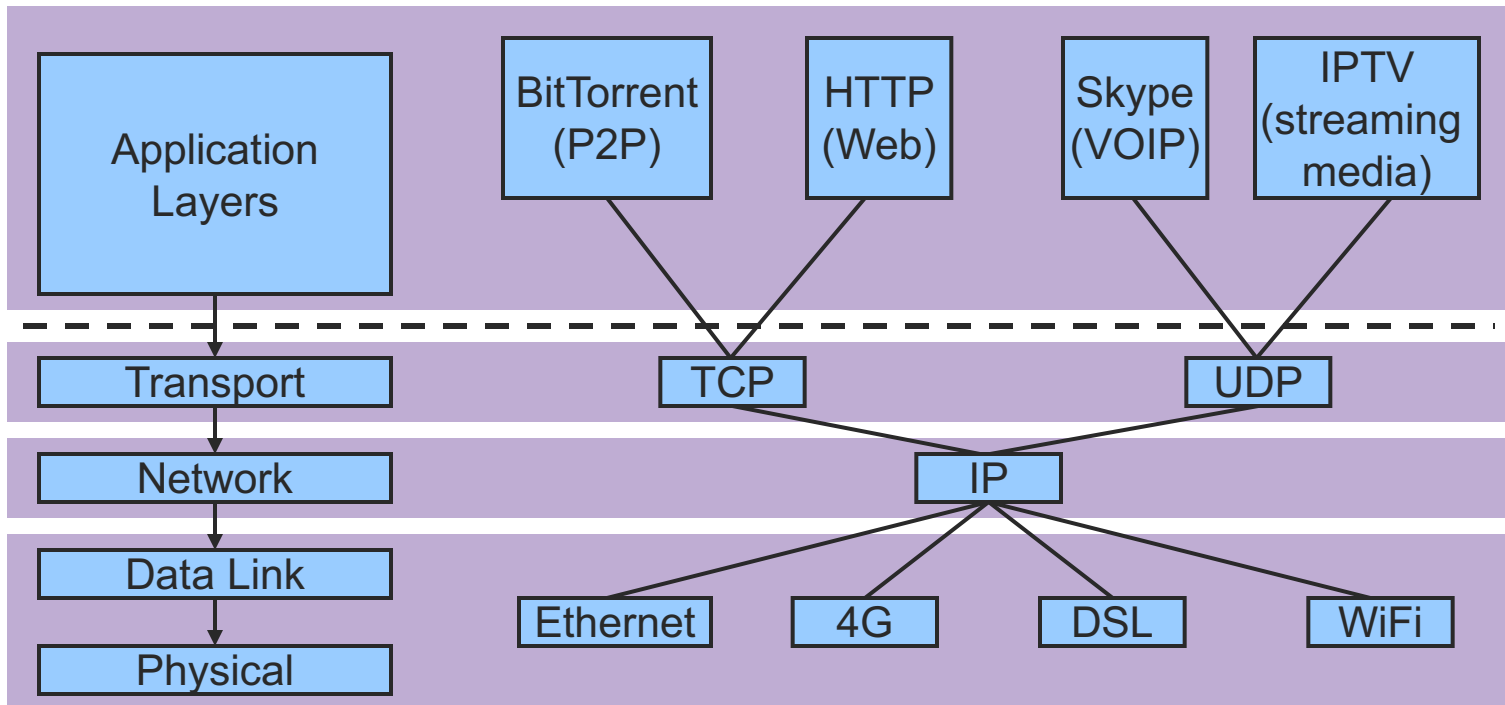 Application
Layers
BitTorrent
(P2P)
HTTP
(Web)
Skype
(VOIP)
IPTV
(streaming
media)
Transport
TCP
UDP
Network
IP
Data Link
Physical
Ethernet
4G
DSL
WiFi